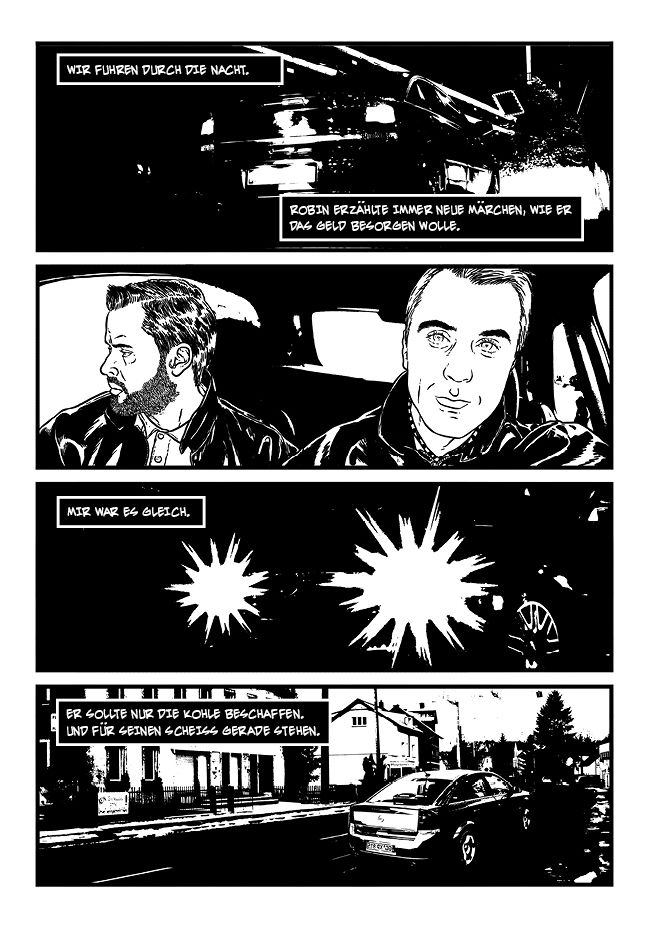 WIR FUHREN DURCH DIE NACHT.
ROBIN ERZÄHLTE IMMER NEUE MÄRCHEN, WIE ER
DAS GELD BESORGEN WOLLE.
MIR WAR ES GLEICH.
ER SOLLTE NUR DIE KOHLE BESCHAFFEN.
UND FÜR SEINEN SCHEISS GERADE STEHEN.